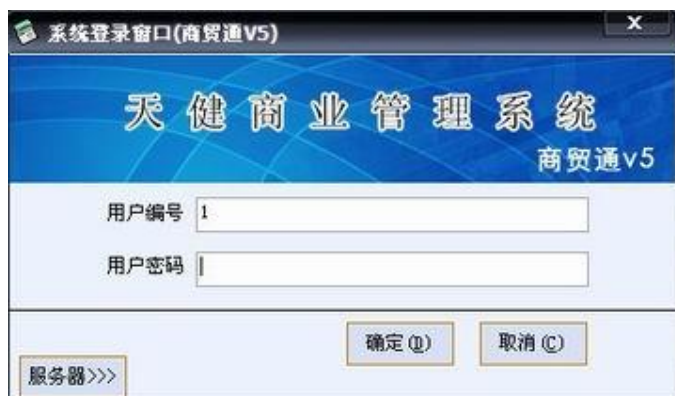 系统登录窗口(商贸通V5)
天健商业管理系统
商贸通v5
用户编号 1
用户密码
确定(D) 取消(C)
服务器>>>